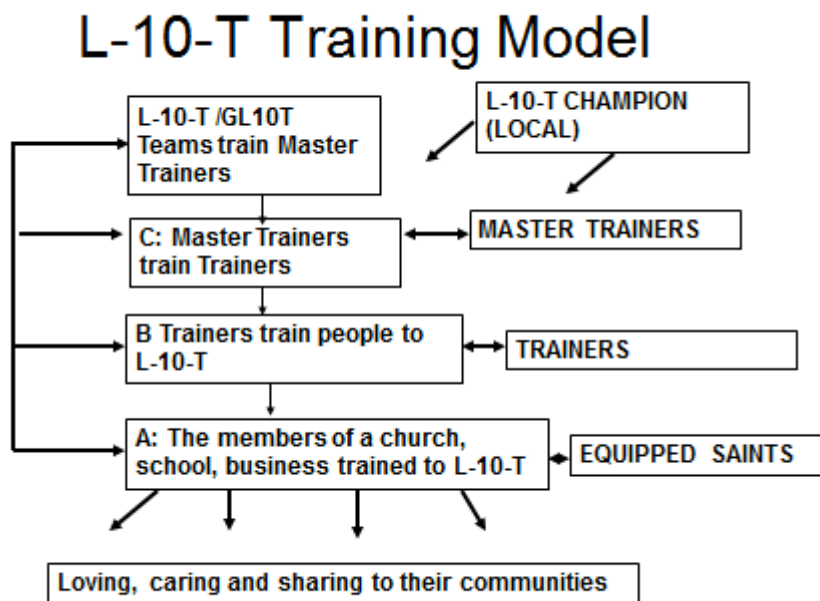 L-10-T Training Model
L-10-T /GL10T
Teams train Master
Trainers
L-10-T CHAMPION
(LOCAL)
C: Master Trainers
train Trainers
MASTER TRAINERS
B Trainers train people to
L-10-T
TRAINERS
A: The members of a church,
school, business trained to L-10-T
EQUIPPED SAINTS
Loving, caring and sharing to their communities